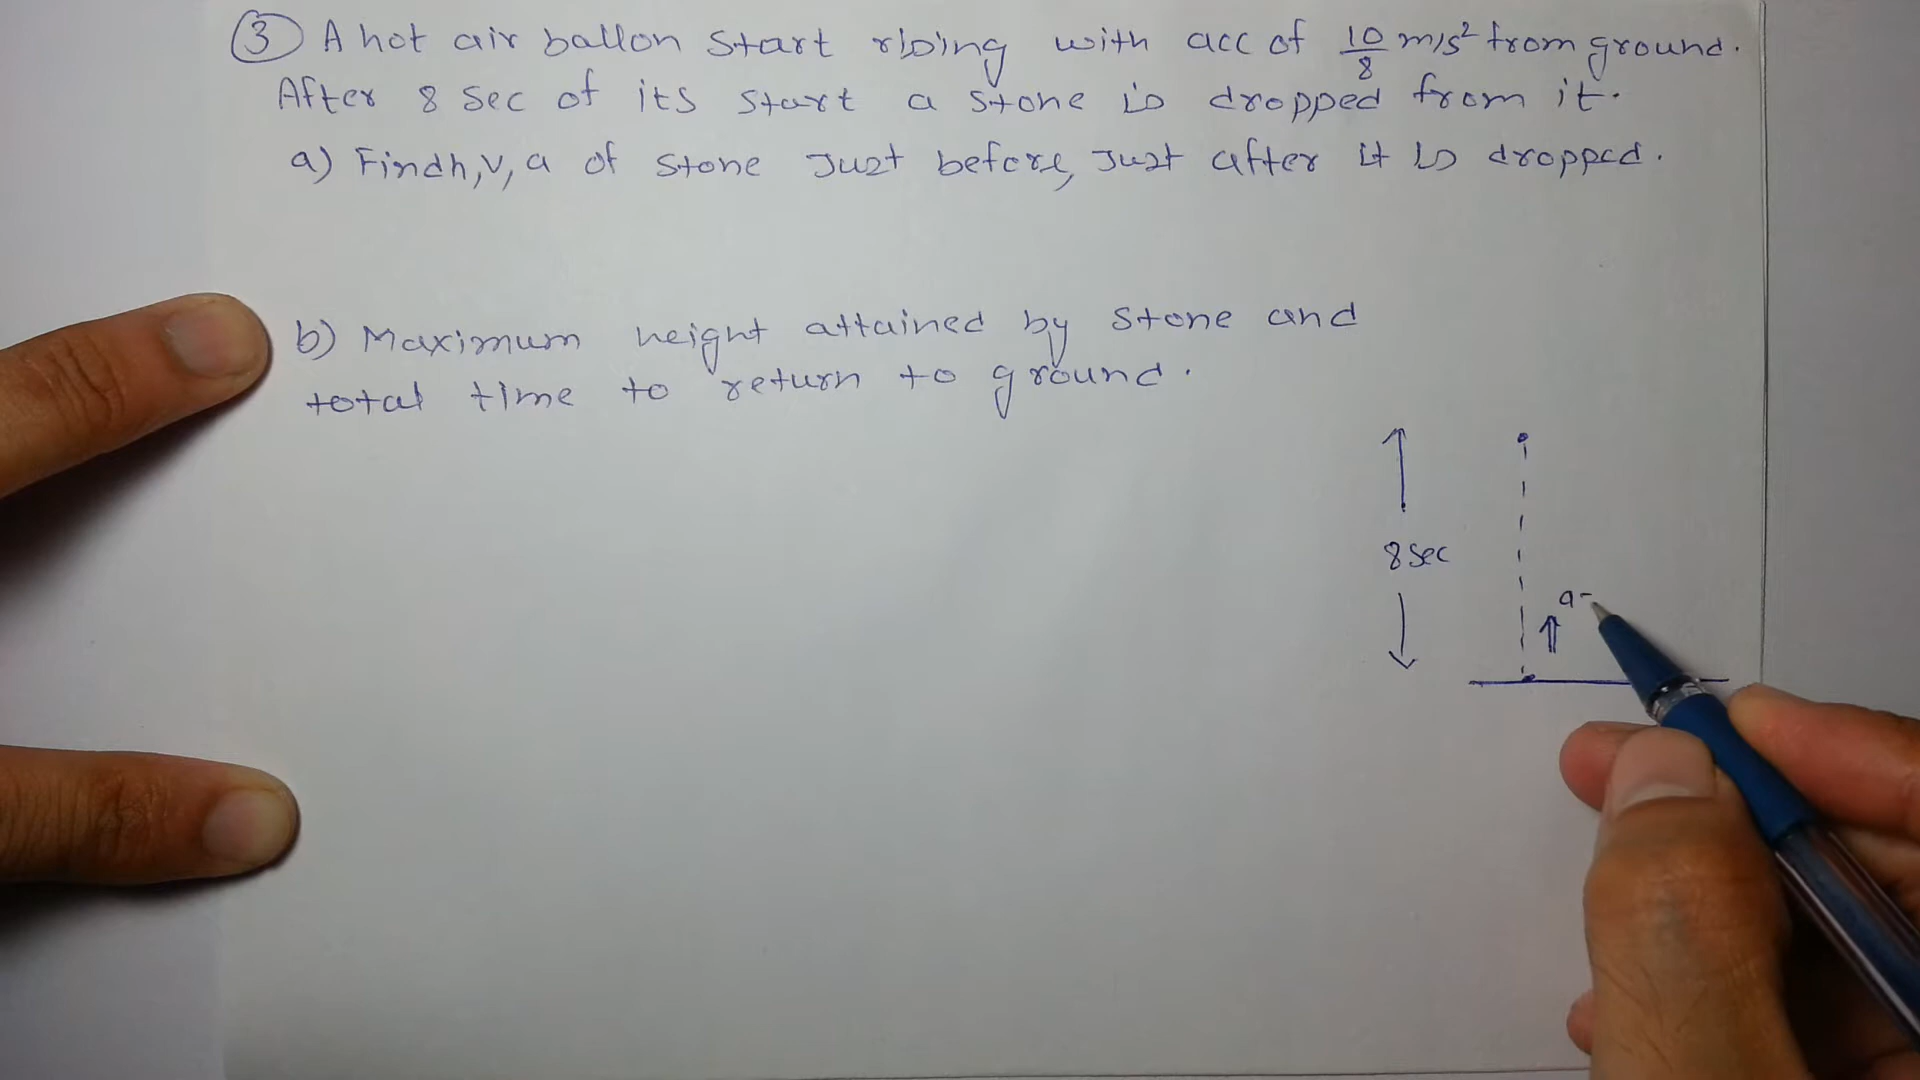 ③ A hot air ballon start rising with acc of 10/8 m/s² from ground.
After 8 sec of its start a stone is dropped from it.
a) Find h, v, a of stone Just before, Just after it is dropped.
b) Maximum height attained by stone and
total time to return to ground.
8 sec
a=